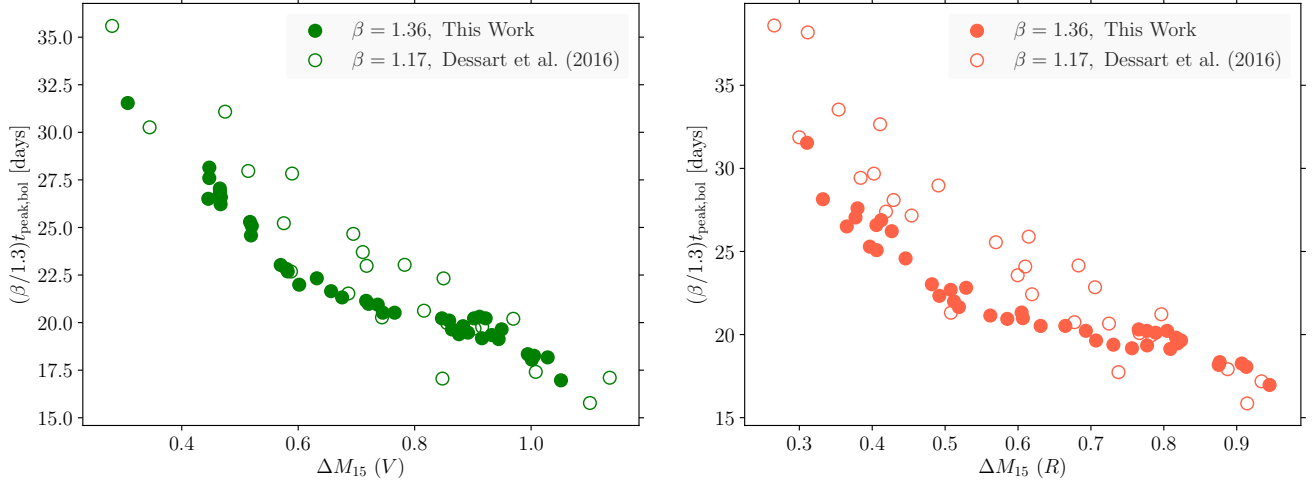 β = 1.36, This Work
β = 1.17, Dessart et al. (2016)
35.0
32.5
30.0
27.5
25.0
22.5
20.0
17.5
15.0
(β/1.3)t_peak,bol [days]
0.4 0.6 0.8 1.0
ΔM_15 (V)
β = 1.36, This Work
β = 1.17, Dessart et al. (2016)
35
30
25
20
15
(β/1.3)t_peak,bol [days]
0.3 0.4 0.5 0.6 0.7 0.8 0.9
ΔM_15 (R)